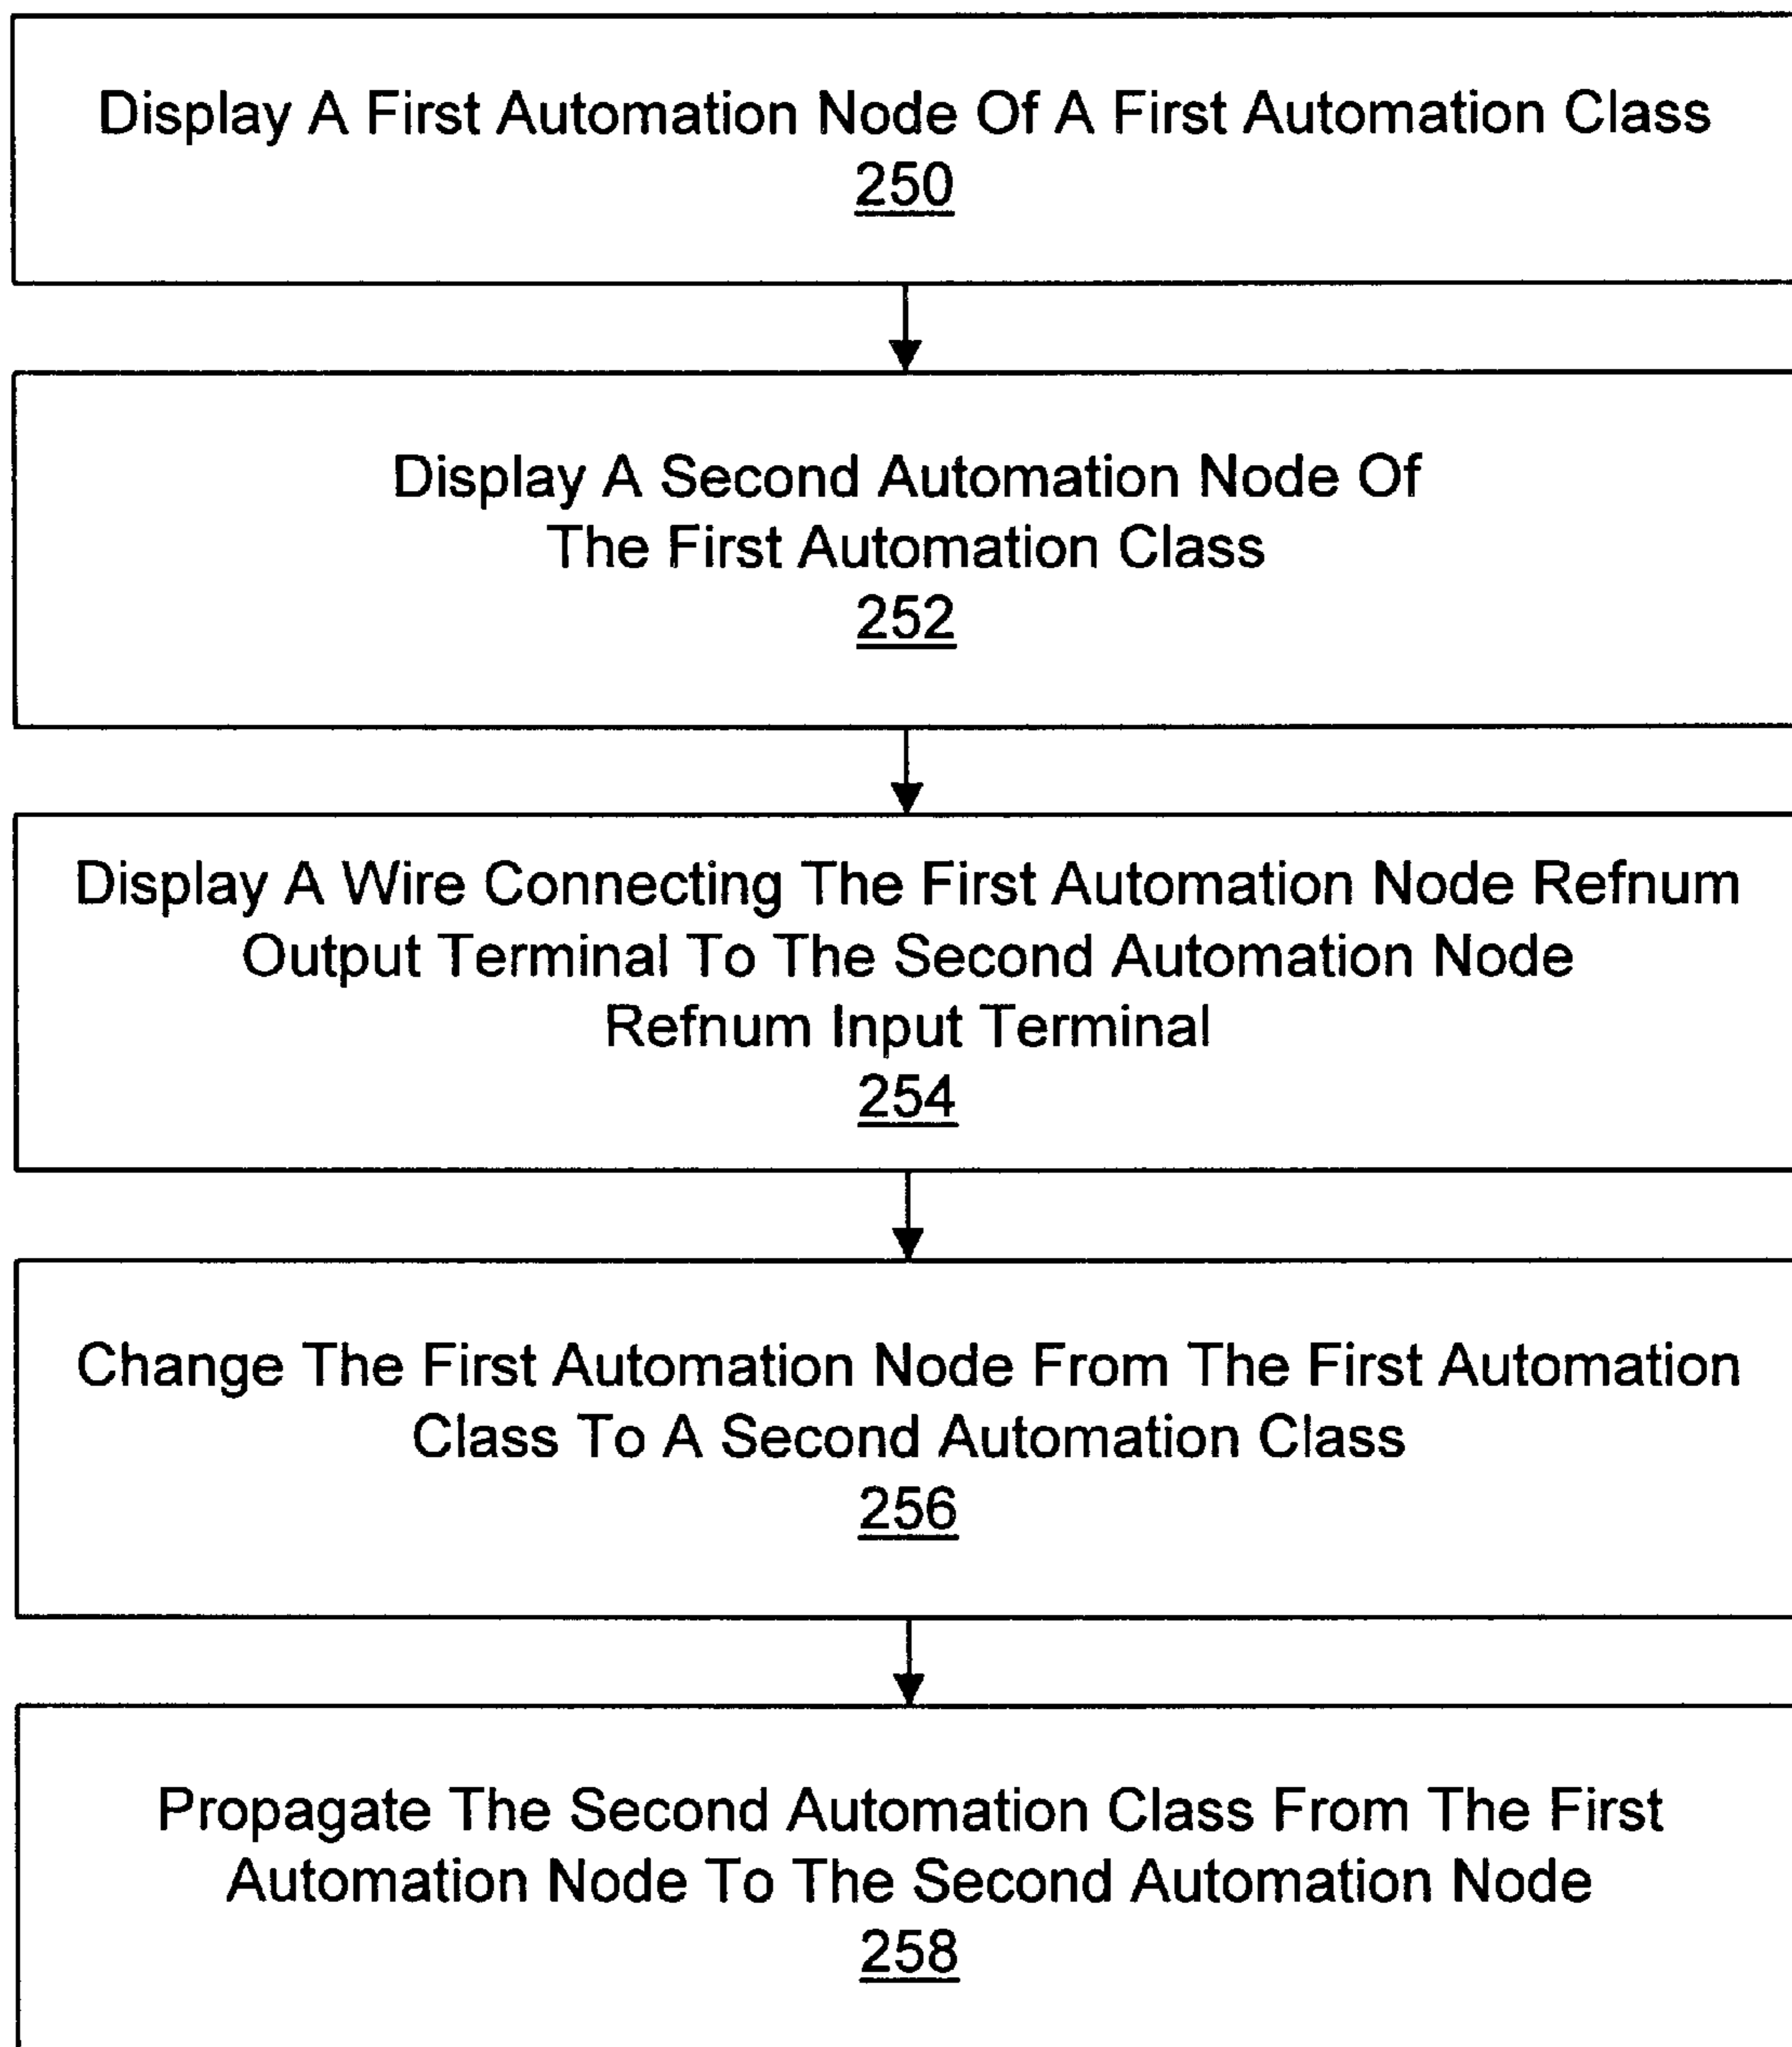 Display A First Automation Node Of A First Automation Class
250
Display A Second Automation Node Of
The First Automation Class
252
Display A Wire Connecting The First Automation Node Refnum
Output Terminal To The Second Automation Node
Refnum Input Terminal
254
Change The First Automation Node From The First Automation
Class To A Second Automation Class
256
Propagate The Second Automation Class From The First
Automation Node To The Second Automation Node
258